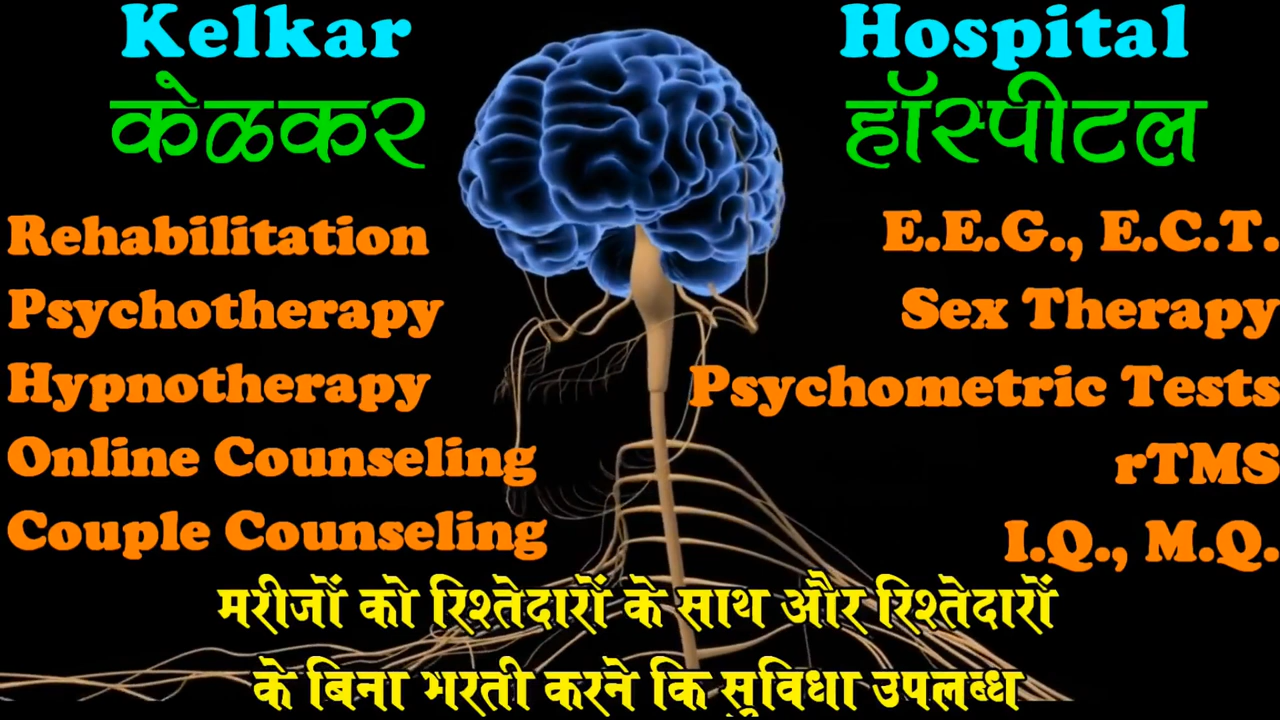 Kelkar Hospital
केळकर हॉस्पीटल
Rehabilitation
Psychotherapy
Hypnotherapy
Online Counseling
Couple Counseling
E.E.G., E.C.T.
Sex Therapy
Psychometric Tests
rTMS
I.Q., M.Q.
मरीजों को रिश्तेदारों के साथ और रिश्तेदारों
के बिना भरती करने कि सुविधा उपलब्ध